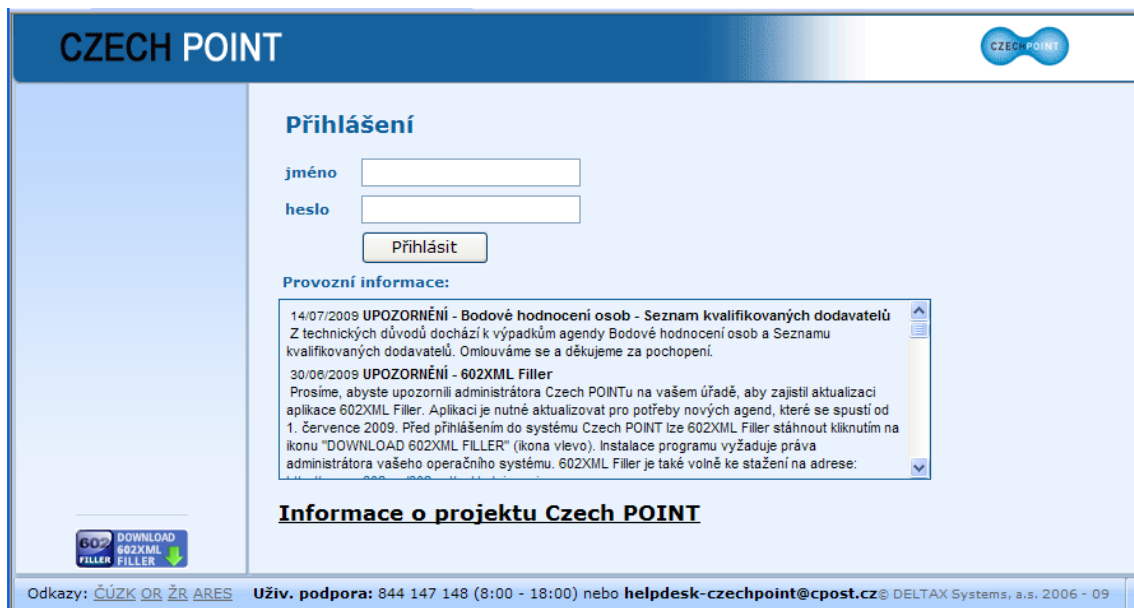 CZECH POINT
CZECHPOINT
Přihlášení
jméno
heslo
Přihlásit
Provozní informace:
14/07/2009 UPOZORNĚNÍ - Bodové hodnocení osob - Seznam kvalifikovaných dodavatelů
Z technických důvodů dochází k výpadkům agendy Bodové hodnocení osob a Seznamu
kvalifikovaných dodavatelů. Omlouváme se a děkujeme za pochopení.
30/06/2009 UPOZORNĚNÍ - 602XML Filler
Prosíme, abyste upozornili administrátora Czech POINTu na vašem úřadě, aby zajistil aktualizaci
aplikace 602XML Filler. Aplikaci je nutné aktualizovat pro potřeby nových agend, které se spustí od
1. července 2009. Před přihlášením do systému Czech POINT lze 602XML Filler stáhnout kliknutím na
ikonu "DOWNLOAD 602XML FILLER" (ikona vlevo). Instalace programu vyžaduje práva
administrátora vašeho operačního systému. 602XML Filler je také volně ke stažení na adrese:
Informace o projektu Czech POINT
602 FILLER DOWNLOAD
602XML
FILLER
Odkazy: ČÚZK OR ŽR ARES Uživ. podpora: 844 147 148 (8:00 - 18:00) nebo helpdesk-czechpoint@cpost.cz © DELTAX Systems, a.s. 2006 - 09